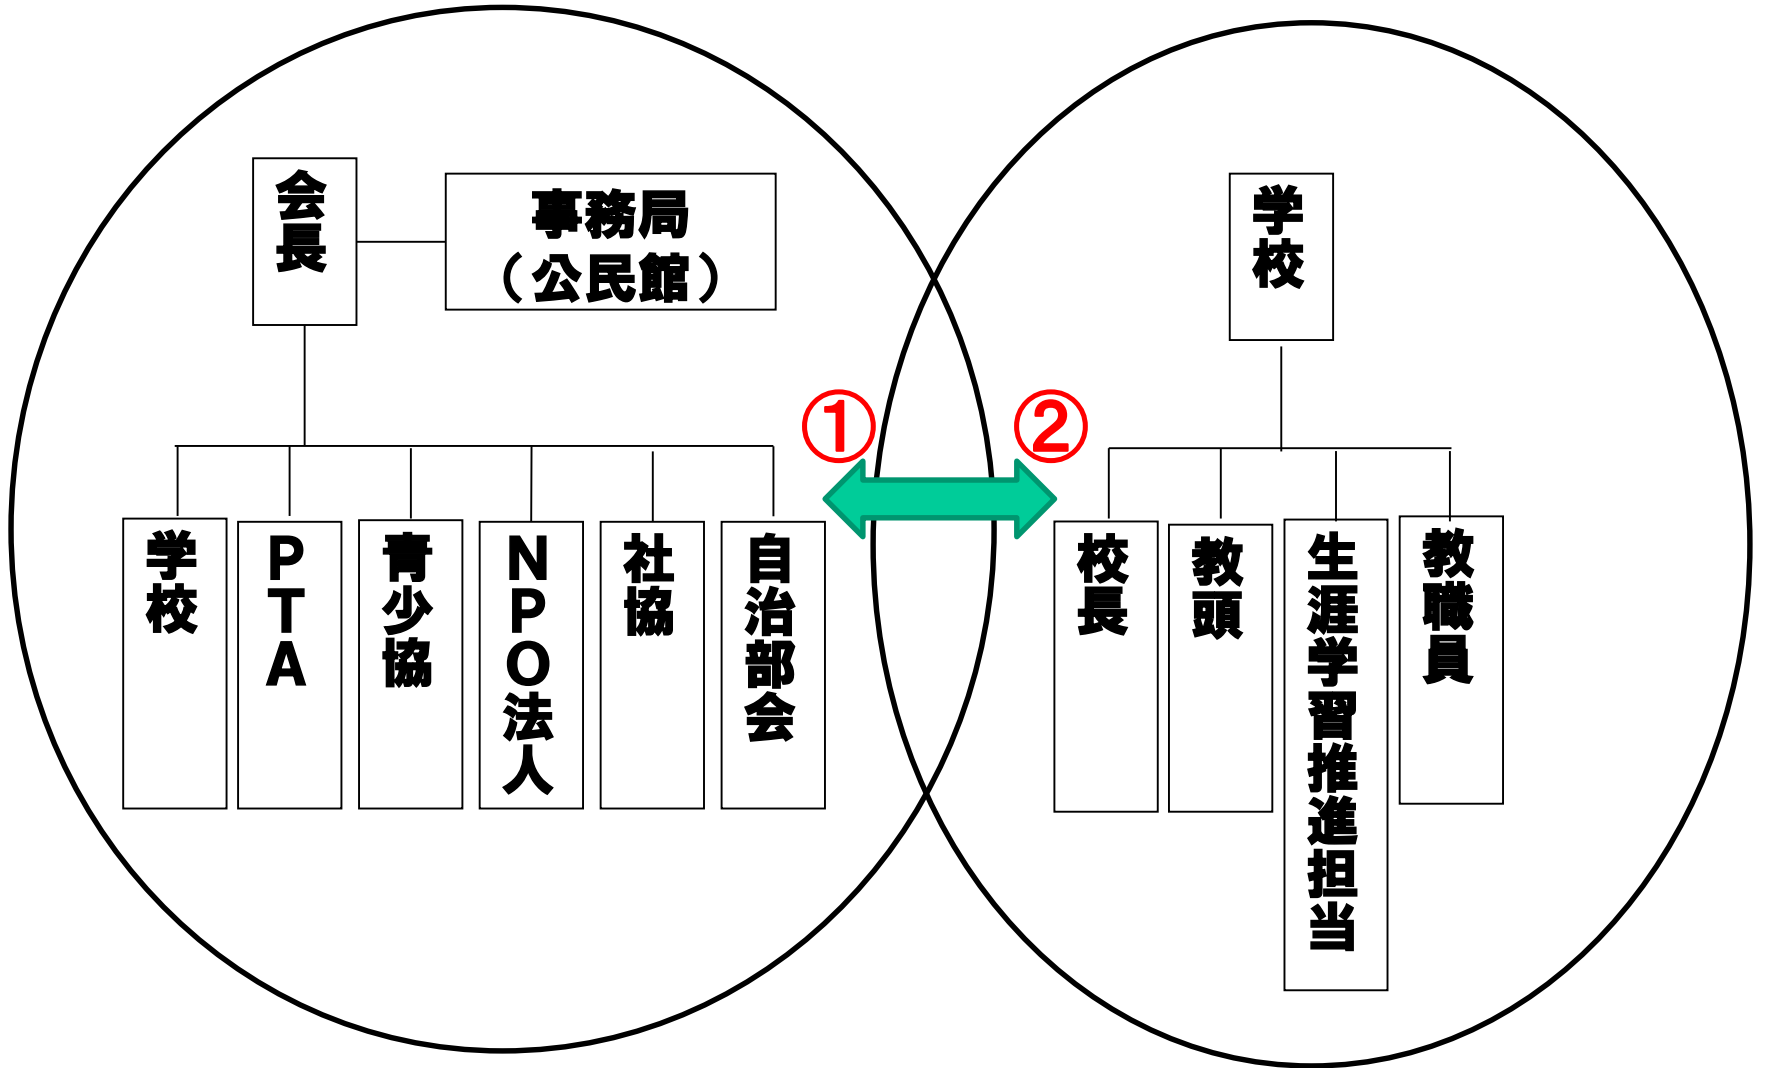 会長
事務局
（公民館）
学校
①
②
学校
PTA
青少協
NPO法人
社協
自治部会
校長
教頭
生涯学習推進担当
教職員